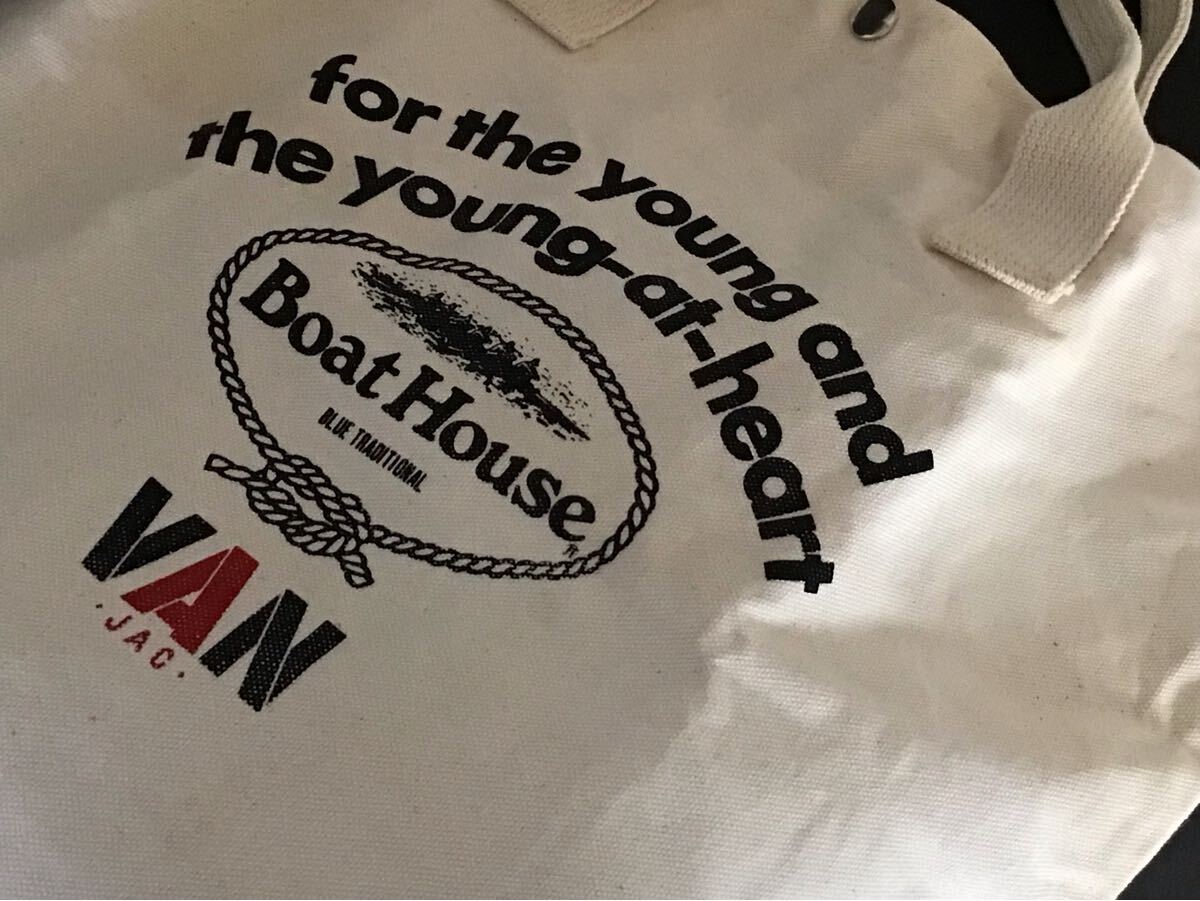 for the young and
the young-at-heart
Boat House
BLUE TRADITIONAL
VAN
·JAC·